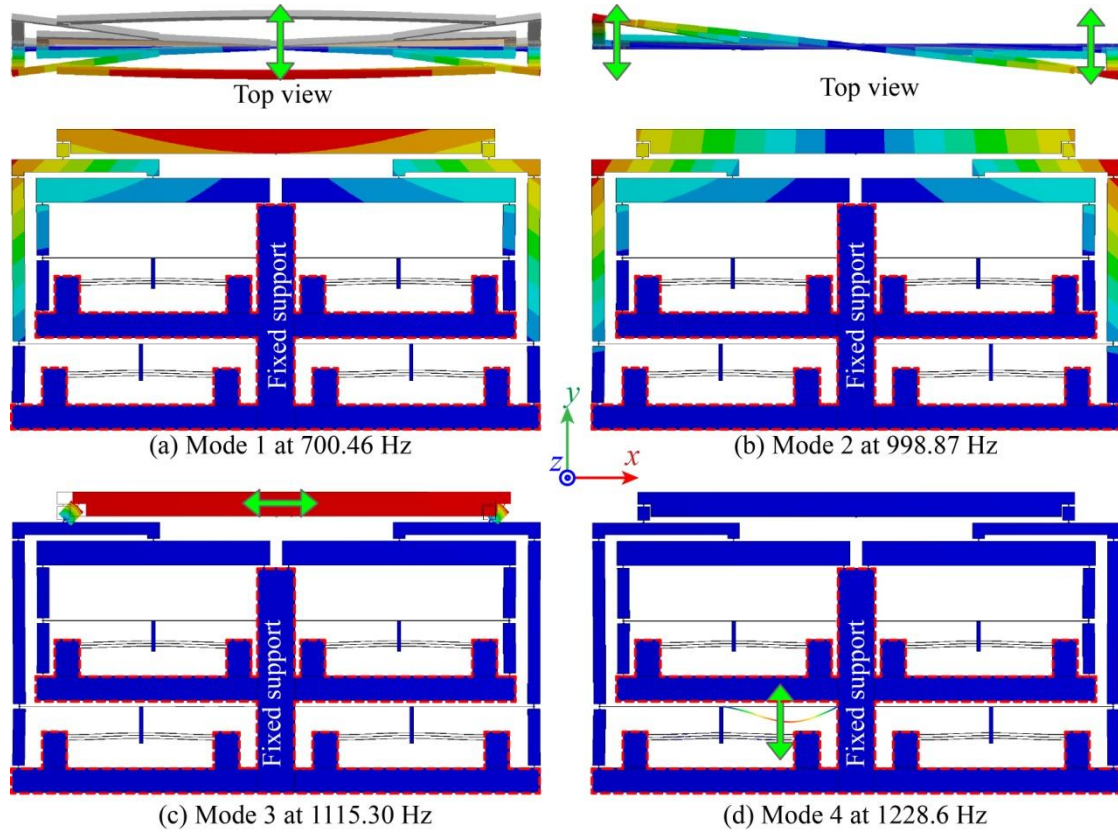 Top view
Top view
Fixed support
Fixed support
(a) Mode 1 at 700.46 Hz
(b) Mode 2 at 998.87 Hz
y
z
x
Fixed support
Fixed support
(c) Mode 3 at 1115.30 Hz
(d) Mode 4 at 1228.6 Hz